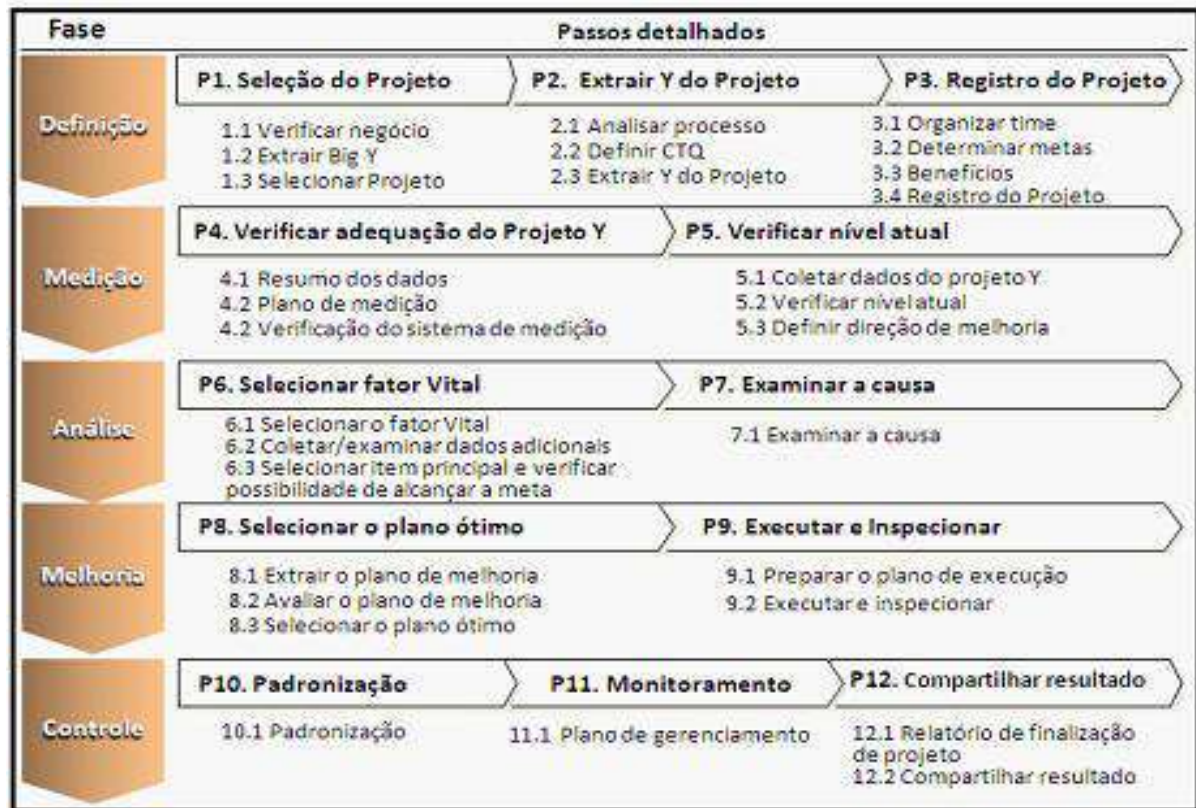 Fase
Passos detalhados
Definição
P1. Seleção do Projeto
P2. Extrair Y do Projeto
P3. Registro do Projeto
1.1 Verificar negócio
1.2 Extrair Big Y
1.3 Selecionar Projeto
2.1 Analisar processo
2.2 Definir CTQ
2.3 Extrair Y do Projeto
3.1 Organizar time
3.2 Determinar metas
3.3 Benefícios
3.4 Registro do Projeto
Medição
P4. Verificar adequação do Projeto Y
P5. Verificar nível atual
4.1 Resumo dos dados
4.2 Plano de medição
4.2 Verificação do sistema de medição
5.1 Coletar dados do projeto Y
5.2 Verificar nível atual
5.3 Definir direção de melhoria
Análise
P6. Selecionar fator Vital
P7. Examinar a causa
6.1 Selecionar o fator Vital
6.2 Coletar/examinar dados adicionais
6.3 Selecionar item principal e verificar
possibilidade de alcançar a meta
7.1 Examinar a causa
Melhoria
P8. Selecionar o plano ótimo
P9. Executar e Inspecionar
8.1 Extrair o plano de melhoria
8.2 Avaliar o plano de melhoria
8.3 Selecionar o plano ótimo
9.1 Preparar o plano de execução
9.2 Executar e inspecionar
Controle
P10. Padronização
P11. Monitoramento
P12. Compartilhar resultado
10.1 Padronização
11.1 Plano de gerenciamento
12.1 Relatório de finalização
de projeto
12.2 Compartilhar resultado